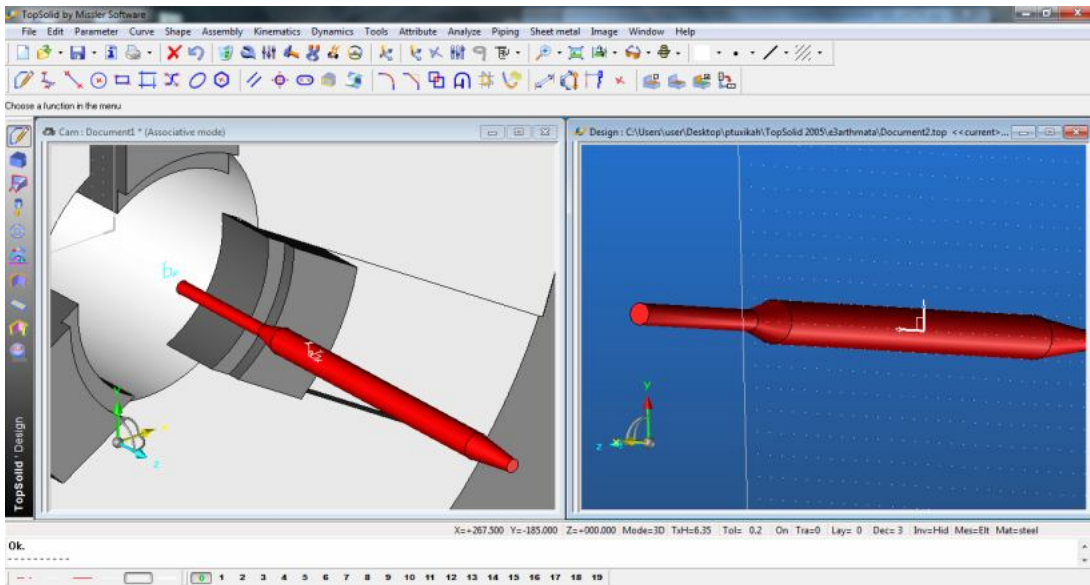 TopSolid by Missler Software
File Edit Parameter Curve Shape Assembly Kinematics Dynamics Tools Attribute Analyze Piping Sheet metal Image Window Help
Choose a function in the menu
Cam : Document1 * (Associative mode)
Design : C:\Users\user\Desktop\ptuxikah\TopSolid 2005\e3arthmata\Document2.top <<current>...
y
z
y
z
TopSolid'Design
X=+267.500 Y=-185.000 Z=+000.000 Mode=3D TxH=6.35 Tol= 0.2 On Tra=0 Lay= 0 Dec= 3 Inv=Hid Mes=Elt Mat=steel
Ok.
0 1 2 3 4 5 6 7 8 9 10 11 12 13 14 15 16 17 18 19